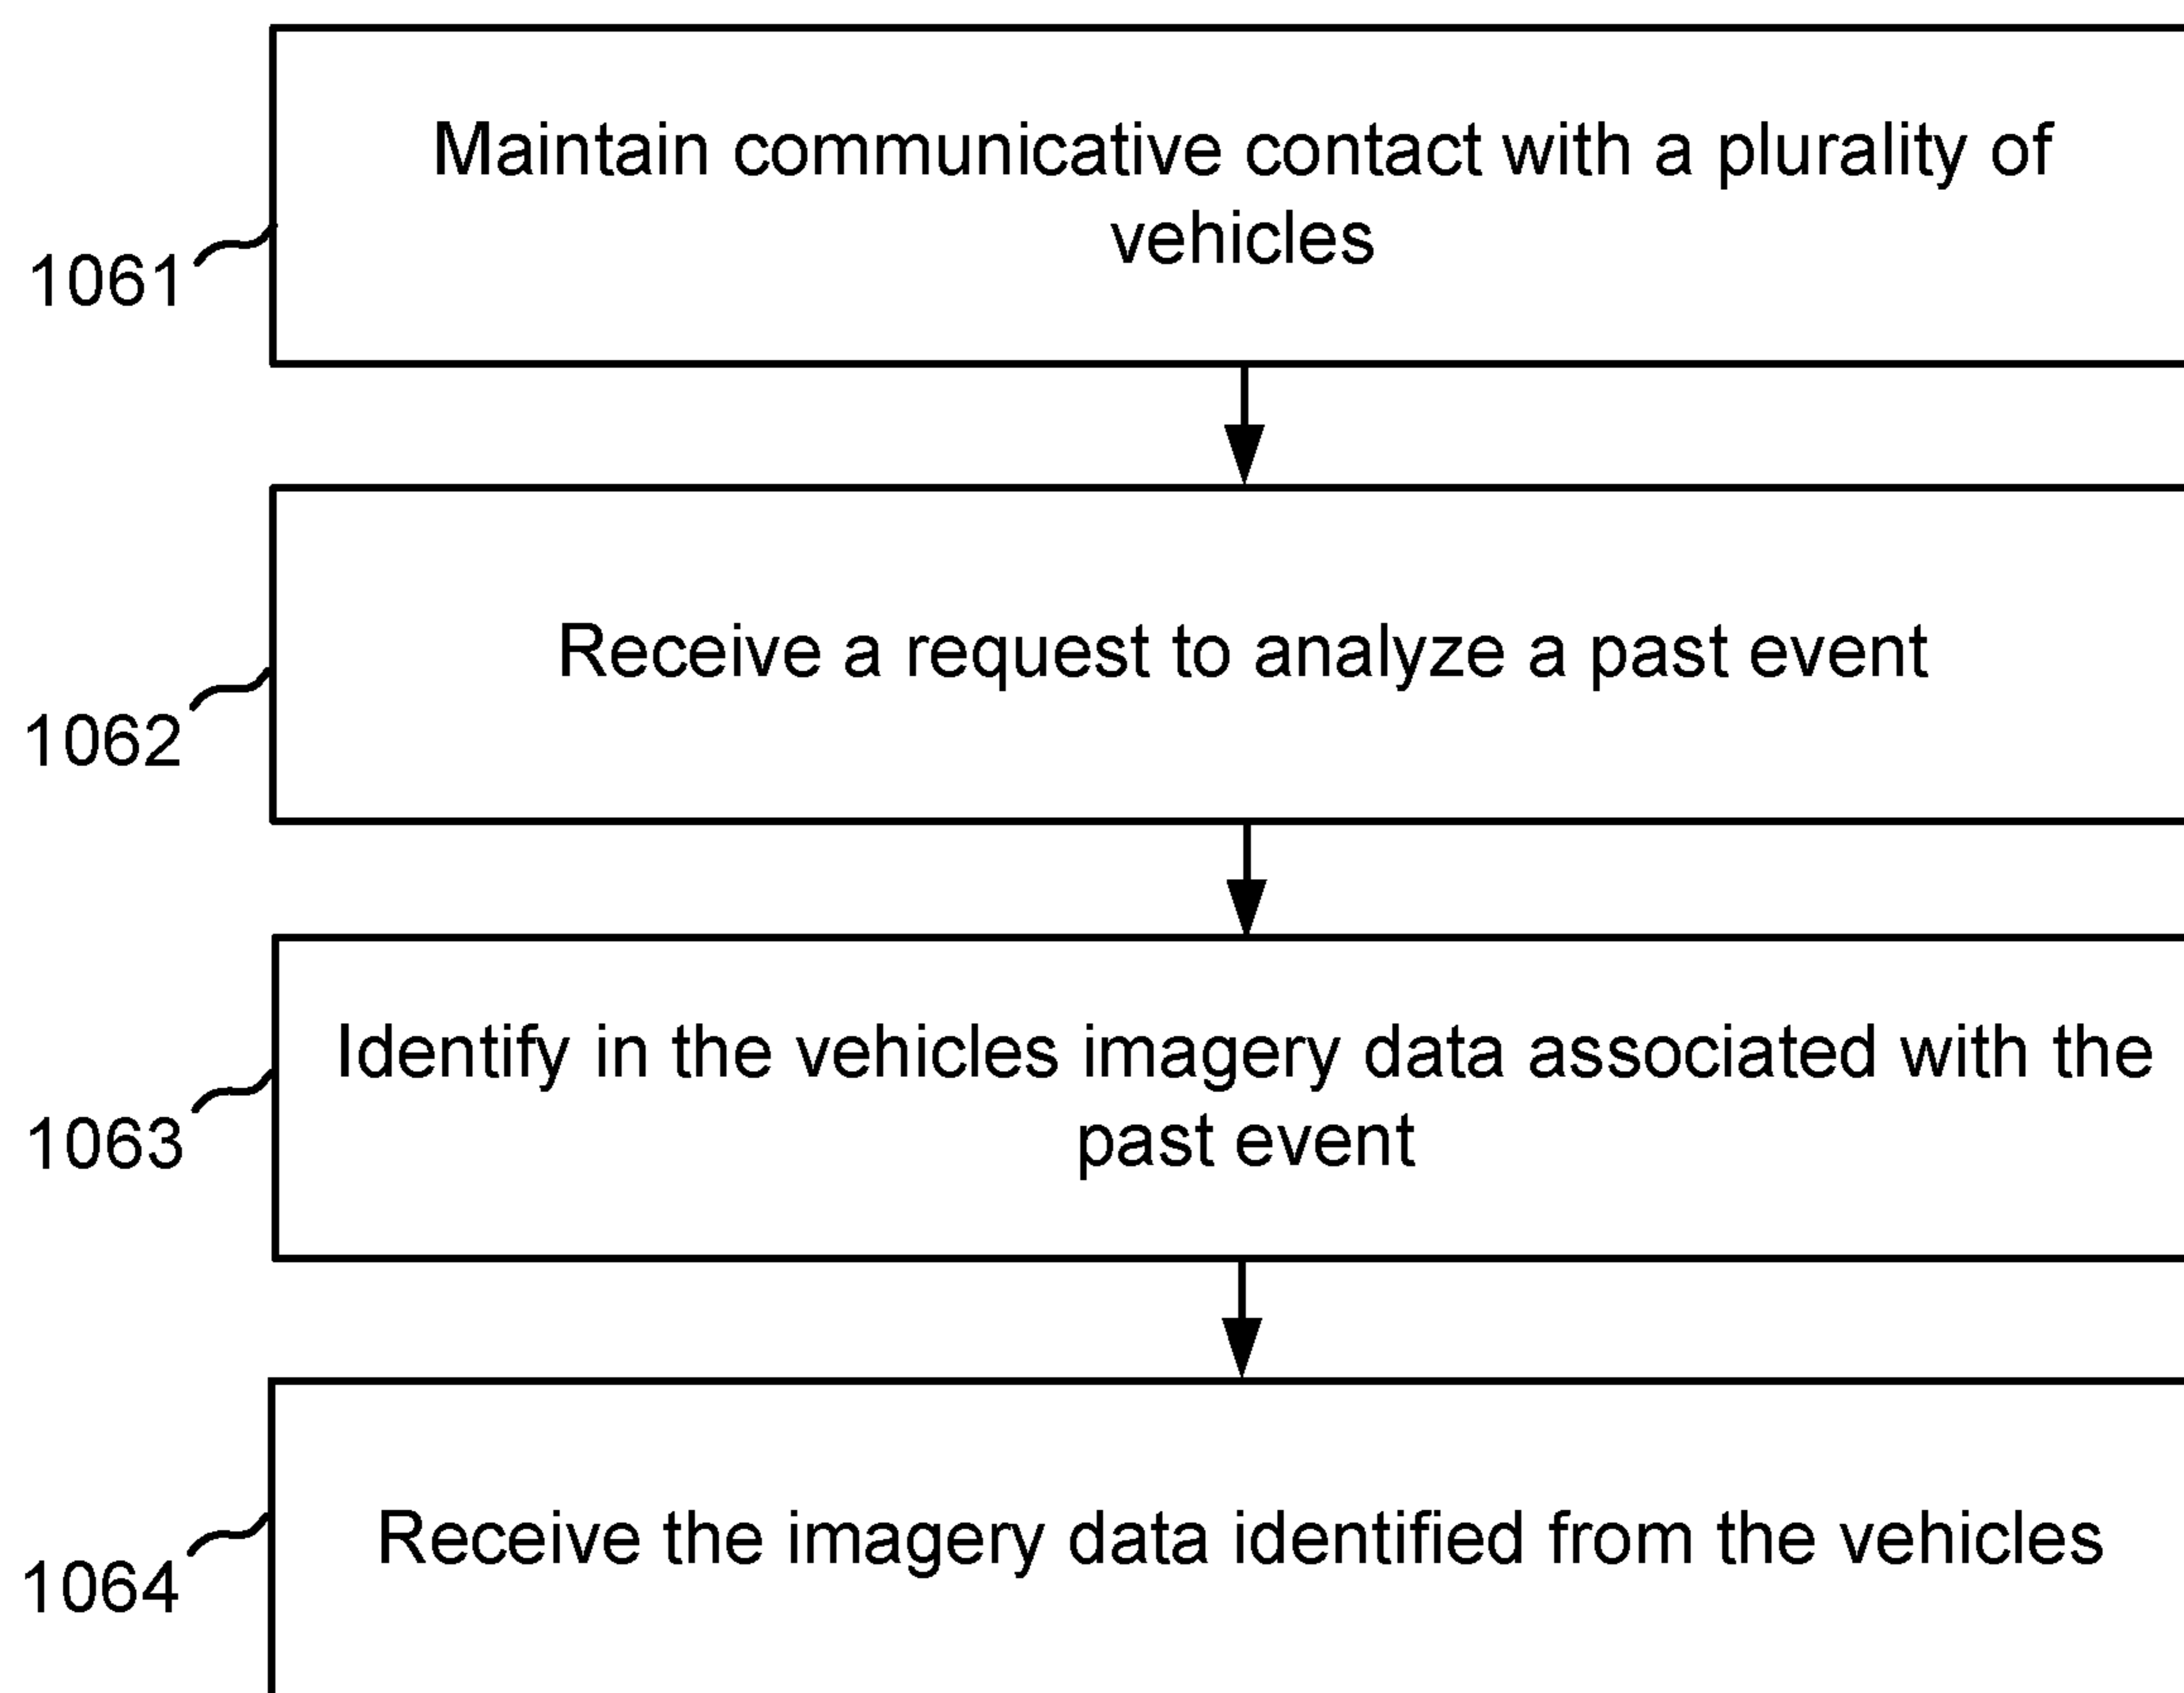 Maintain communicative contact with a plurality of
vehicles
1061
Receive a request to analyze a past event
1062
Identify in the vehicles imagery data associated with the
past event
1063
Receive the imagery data identified from the vehicles
1064